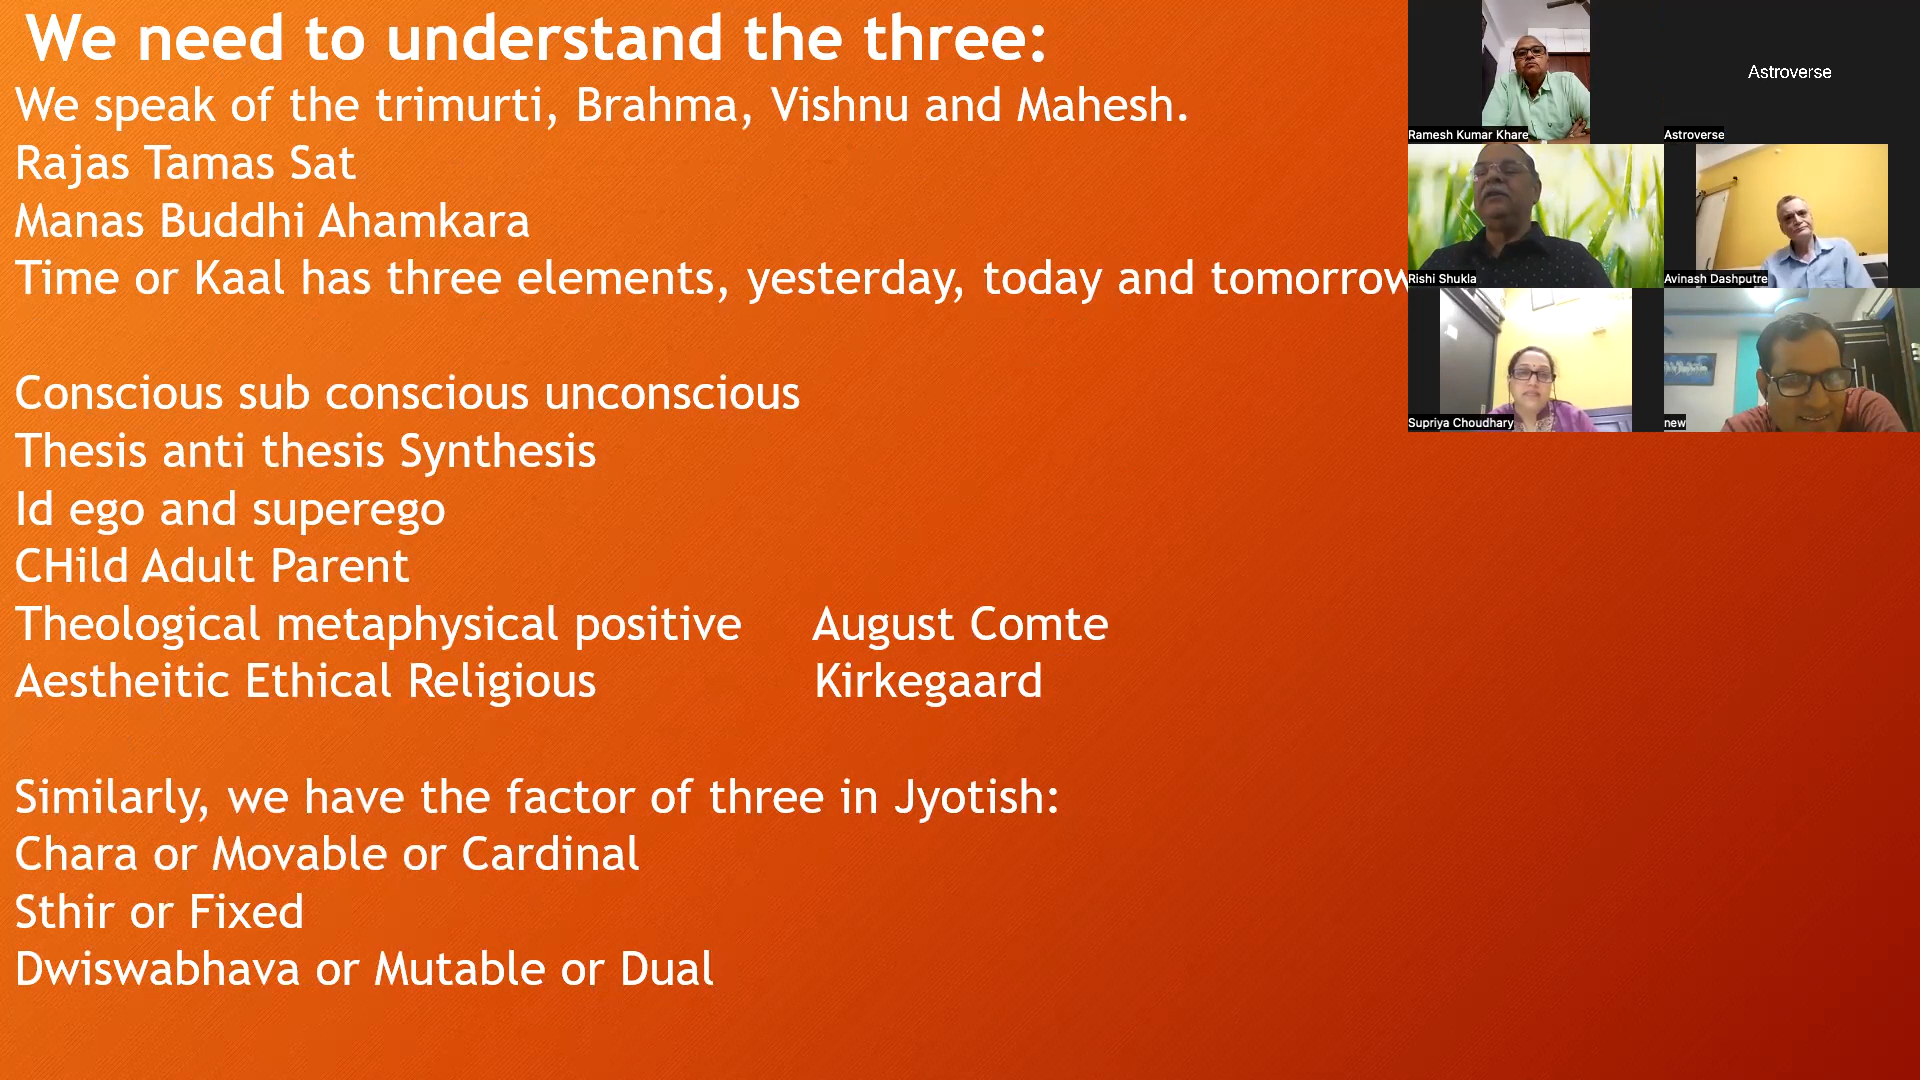 We need to understand the three:
We speak of the trimurti, Brahma, Vishnu and Mahesh.
Rajas Tamas Sat
Manas Buddhi Ahamkara
Time or Kaal has three elements, yesterday, today and tomorrow
Conscious sub conscious unconscious
Thesis anti thesis Synthesis
Id ego and superego
CHild Adult Parent
Theological metaphysical positive August Comte
Aestheitic Ethical Religious Kirkegaard
Similarly, we have the factor of three in Jyotish:
Chara or Movable or Cardinal
Sthir or Fixed
Dwiswabhava or Mutable or Dual
Astroverse
Ramesh Kumar Khare
Astroverse
Rishi Shukla
Avinash Dashputre
Supriya Choudhary
new